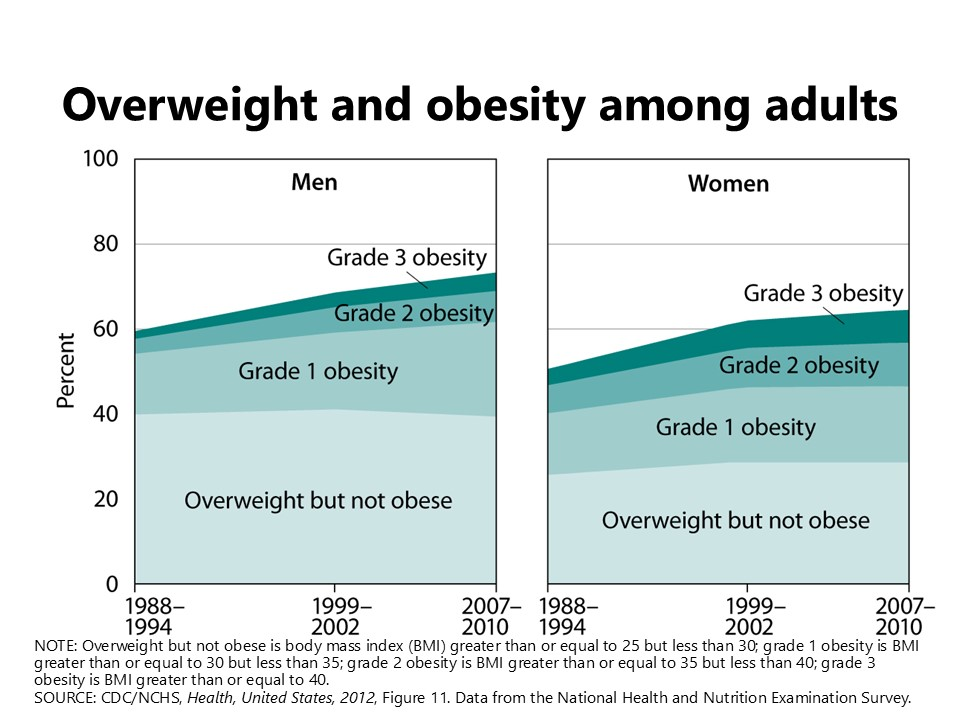 Overweight and obesity among adults
100
80
60
40
20
0
Percent
Men
Grade 3 obesity
Grade 2 obesity
Grade 1 obesity
Overweight but not obese
1988–
1994
1999–
2002
2007–
2010
Women
Grade 3 obesity
Grade 2 obesity
Grade 1 obesity
Overweight but not obese
1988–
1994
1999–
2002
2007–
2010
NOTE: Overweight but not obese is body mass index (BMI) greater than or equal to 25 but less than 30; grade 1 obesity is BMI
greater than or equal to 30 but less than 35; grade 2 obesity is BMI greater than or equal to 35 but less than 40; grade 3
obesity is BMI greater than or equal to 40.
SOURCE: CDC/NCHS, Health, United States, 2012, Figure 11. Data from the National Health and Nutrition Examination Survey.